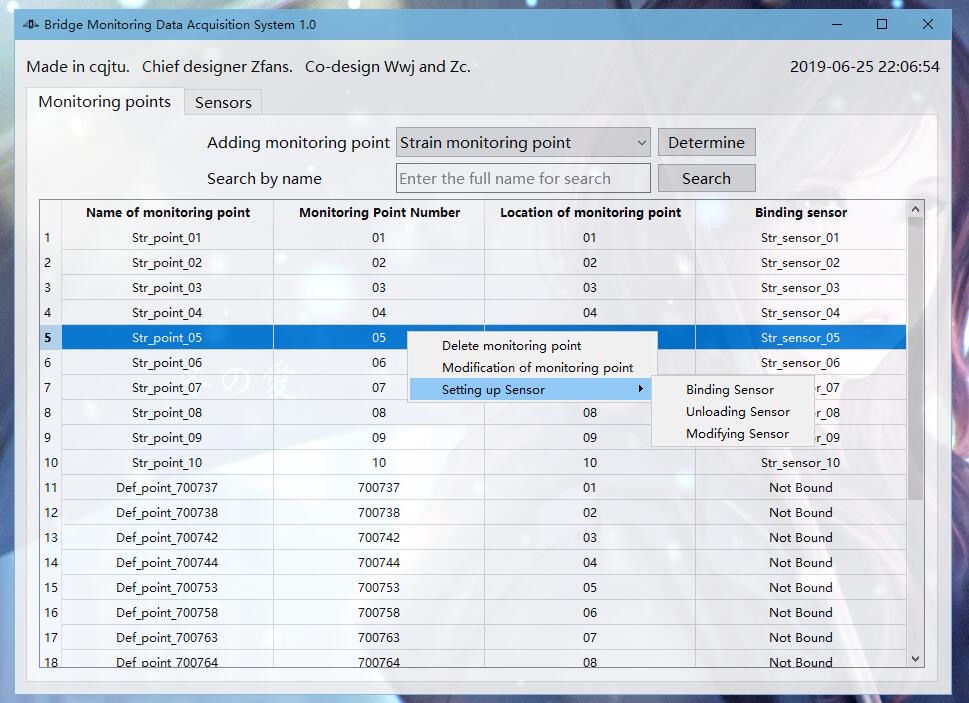 Bridge Monitoring Data Acquisition System 1.0
Made in cqjtu. Chief designer Zfans. Co-design Wwj and Zc. 2019-06-25 22:06:54
Monitoring points Sensors
Adding monitoring point Strain monitoring point Determine
Search by name Enter the full name for search Search
Name of monitoring point Monitoring Point Number Location of monitoring point Binding sensor
1 Str_point_01 01 01 Str_sensor_01
2 Str_point_02 02 02 Str_sensor_02
3 Str_point_03 03 03 Str_sensor_03
4 Str_point_04 04 04 Str_sensor_04
5 Str_point_05 05 Str_sensor_05
Delete monitoring point
6 Str_point_06 06 Str_sensor_06
Modification of monitoring point
7 Str_point_07 07 r_07
Setting up Sensor Binding Sensor
8 Str_point_08 08 08 r_08
Unloading Sensor
9 Str_point_09 09 09 r_09
Modifying Sensor
10 Str_point_10 10 10 Str_sensor_10
11 Def_point_700737 700737 01 Not Bound
12 Def_point_700738 700738 02 Not Bound
13 Def_point_700742 700742 03 Not Bound
14 Def_point_700744 700744 04 Not Bound
15 Def_point_700753 700753 05 Not Bound
16 Def_point_700758 700758 06 Not Bound
17 Def_point_700763 700763 07 Not Bound
18 Def_point_700764 700764 08 Not Bound
の愛